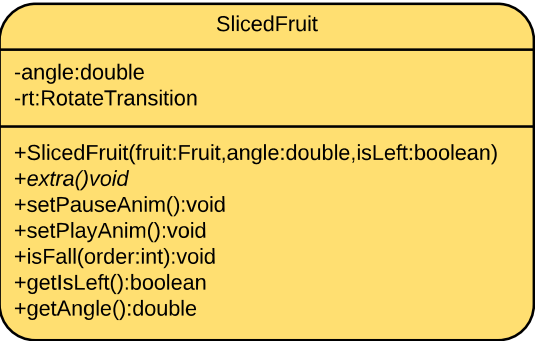 SlicedFruit
-angle:double
-rt:RotateTransition
+SlicedFruit(fruit:Fruit,angle:double,isLeft:boolean)
+extra()void
+setPauseAnim():void
+setPlayAnim():void
+isFall(order:int):void
+getIsLeft():boolean
+getAngle():double